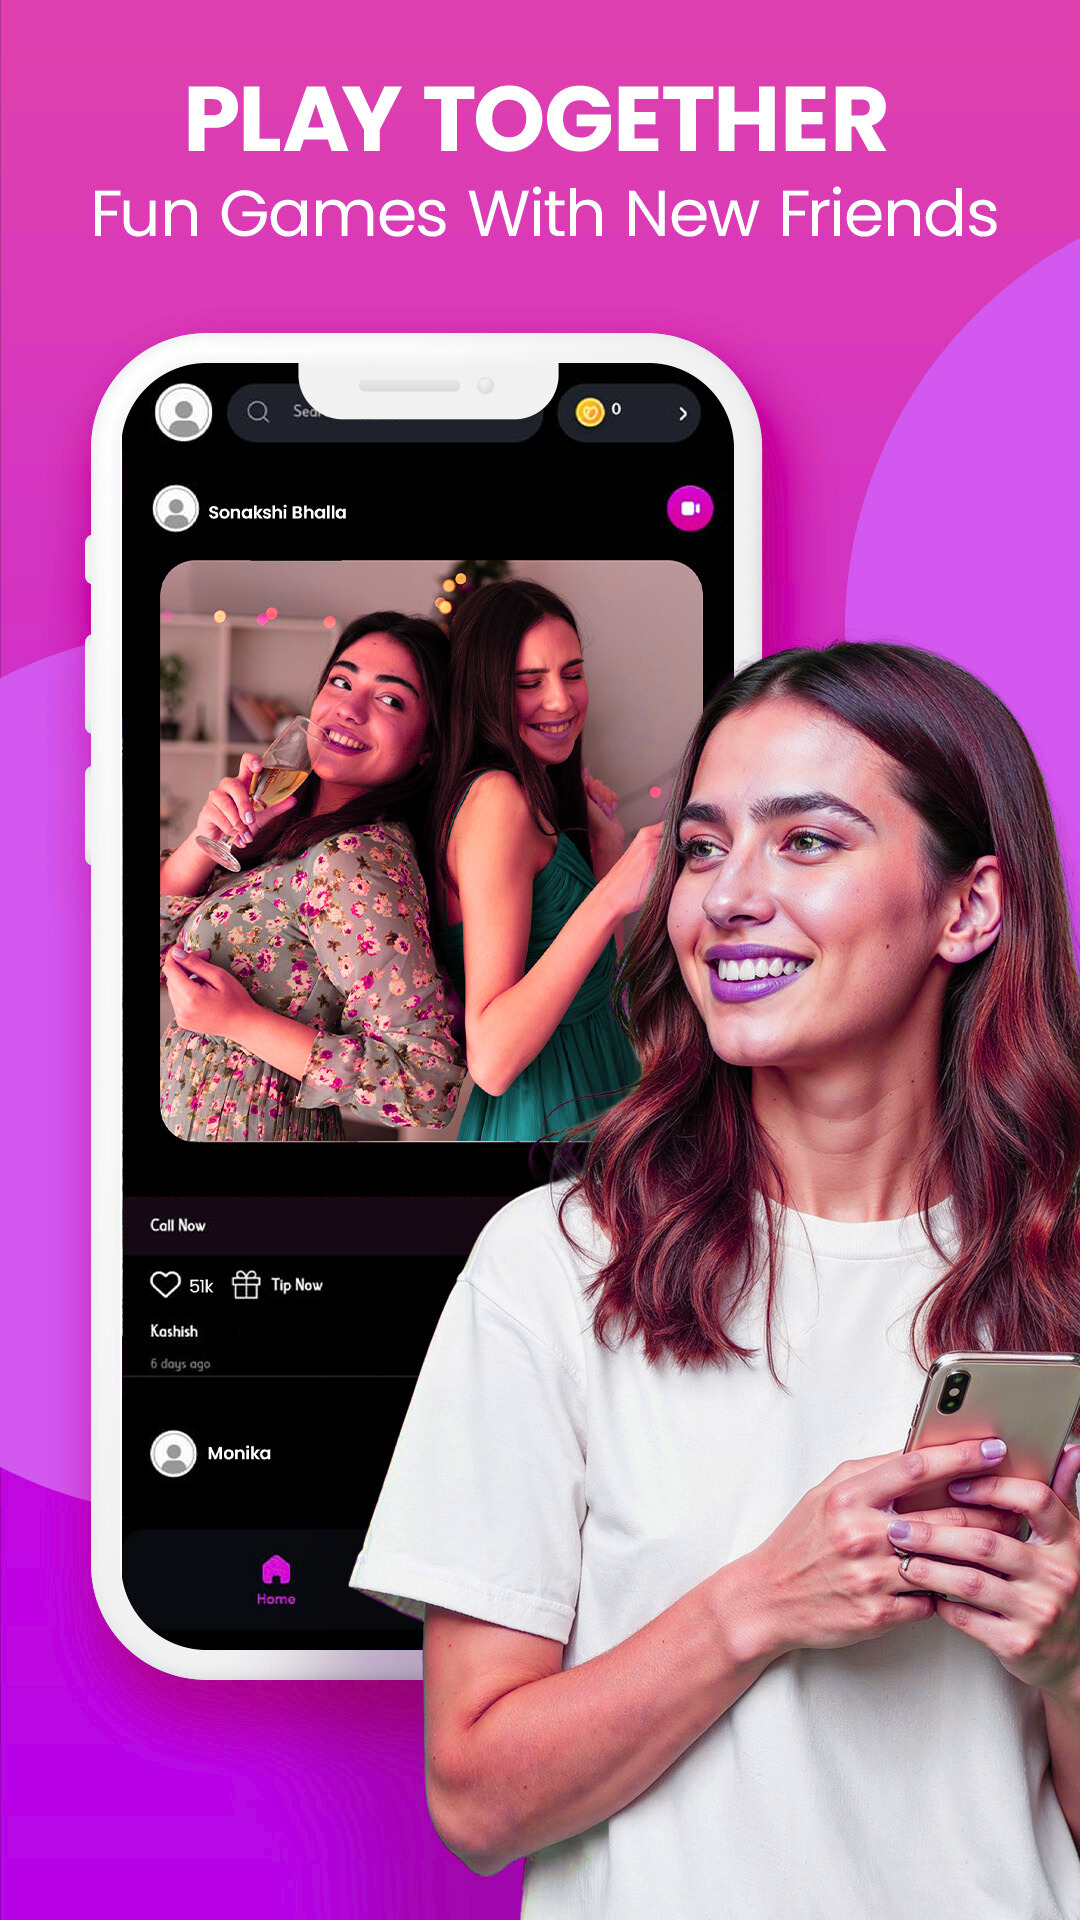 PLAY TOGETHER
Fun Games With New Friends
0
Sonakshi Bhalla
Call Now
51k
Tip Now
Kashish
6 days ago
Monika
Home